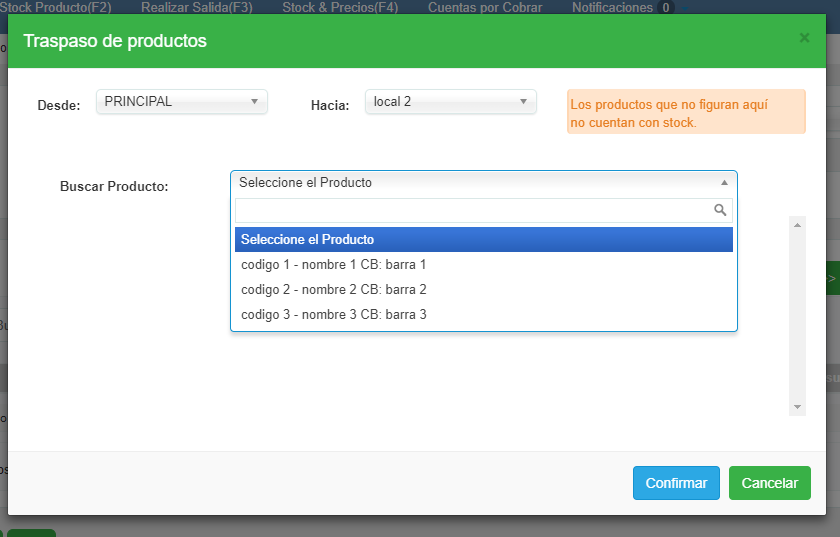 Stock Producto(F2) Realizar Salida(F3) Stock & Precios(F4) Cuentas por Cobrar Notificaciones 0
Traspaso de productos ×
Desde: PRINCIPAL Hacia: local 2
Los productos que no figuran aquí
no cuentan con stock.
Buscar Producto: Seleccione el Producto
Seleccione el Producto
codigo 1 - nombre 1 CB: barra 1
codigo 2 - nombre 2 CB: barra 2
codigo 3 - nombre 3 CB: barra 3
Confirmar Cancelar